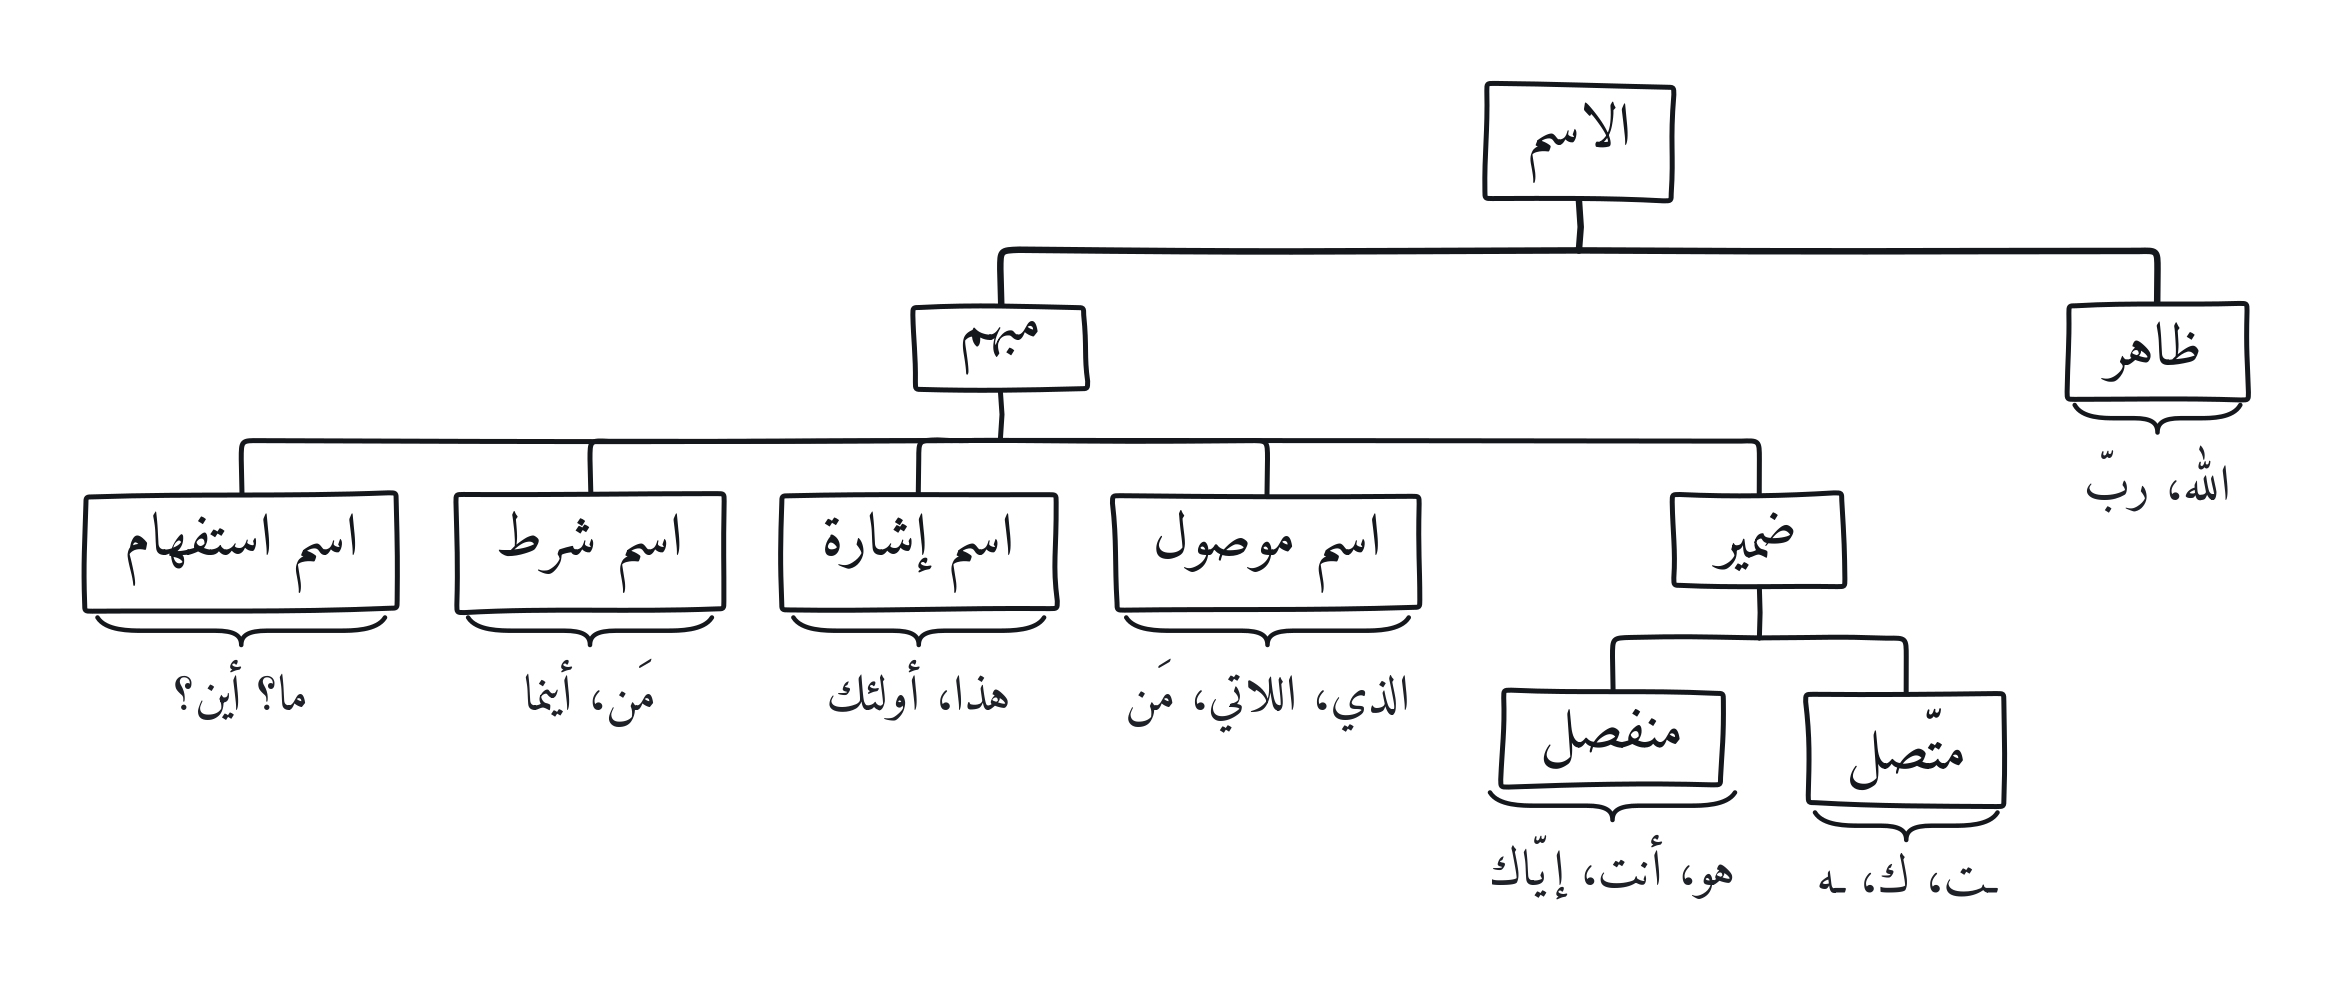 الاسم
ظاهر
مبهم
الله، ربّ
ضمير
اسم موصول
اسم إشارة
اسم شرط
اسم استفهام
الذي، اللاتي، مَن
هذا، أولئك
مَن، أينما
ما؟ أين؟
متّصل
منفصل
ـت، ك، ـه
هو، أنت، إيّاك